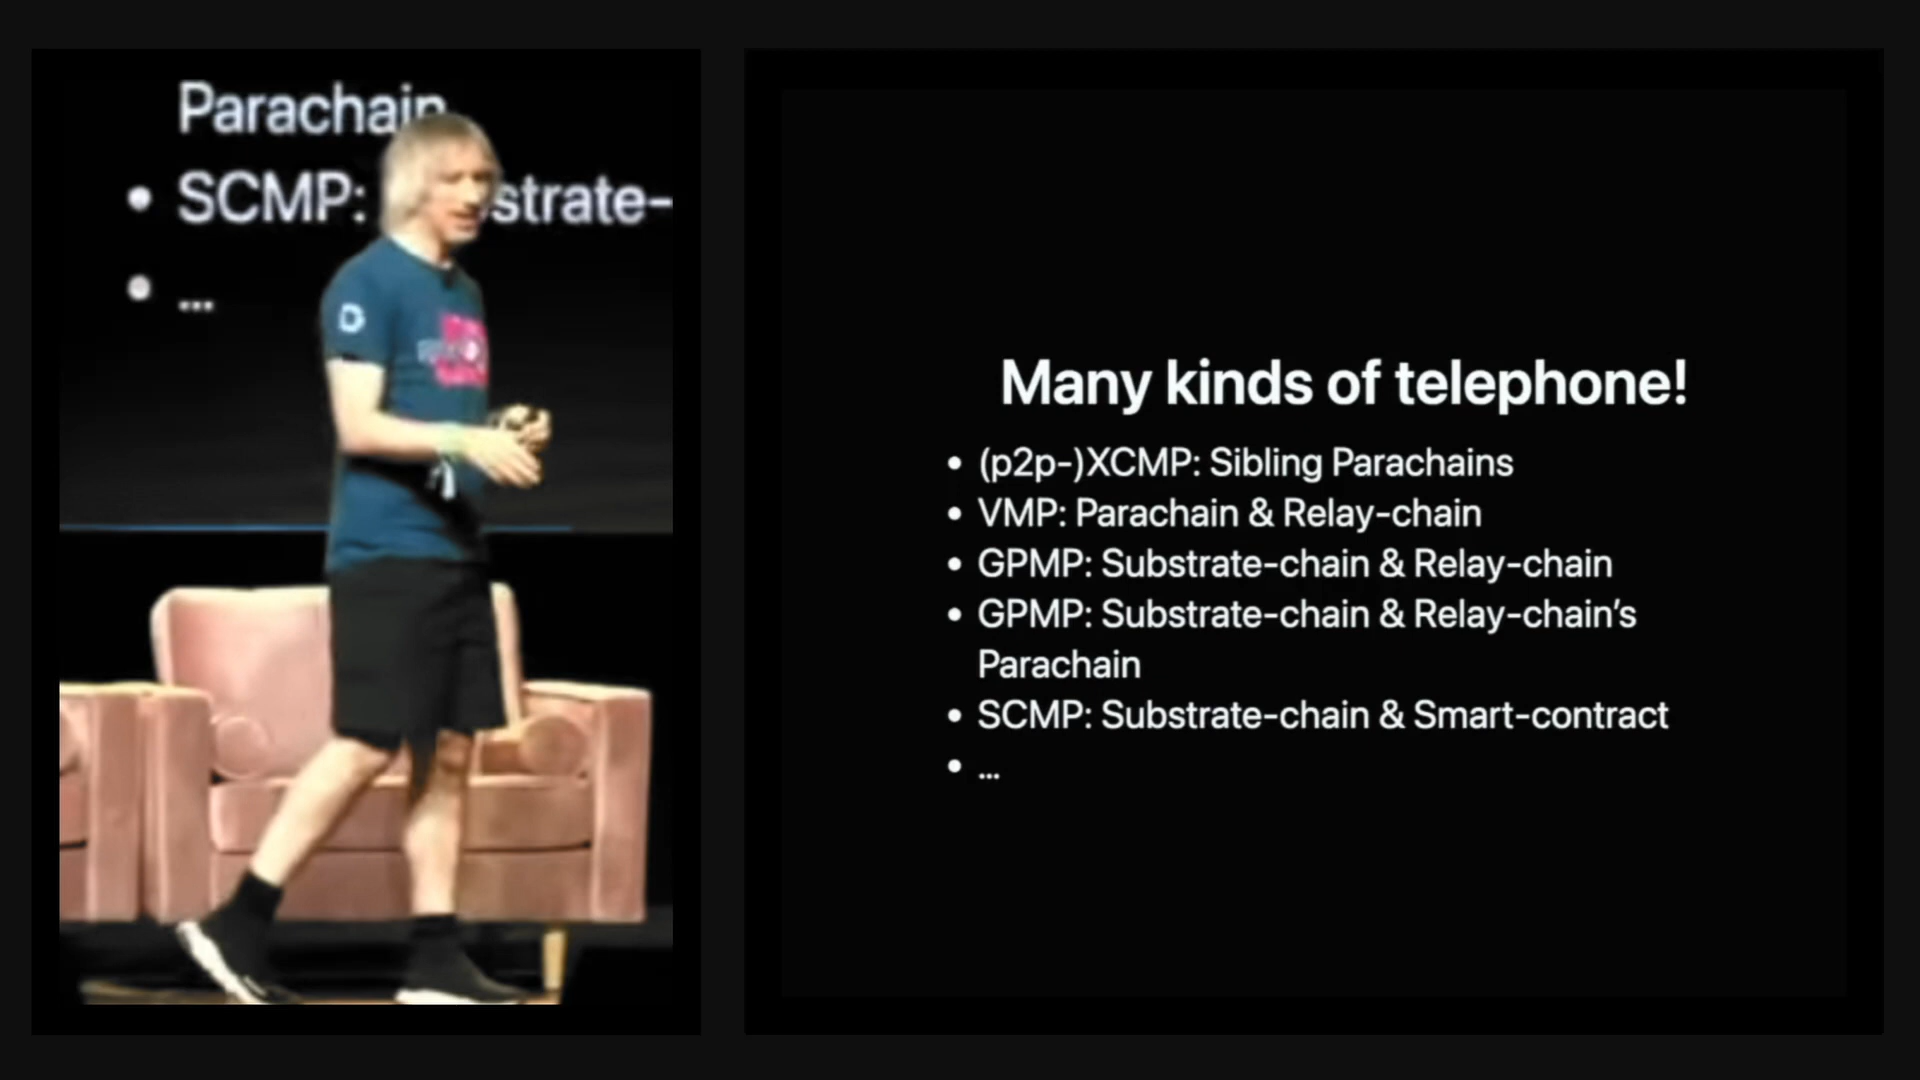 Parachain
• SCMP: strate-
• ...
Many kinds of telephone!
• (p2p-)XCMP: Sibling Parachains
• VMP: Parachain & Relay-chain
• GPMP: Substrate-chain & Relay-chain
• GPMP: Substrate-chain & Relay-chain’s
Parachain
• SCMP: Substrate-chain & Smart-contract
• ...